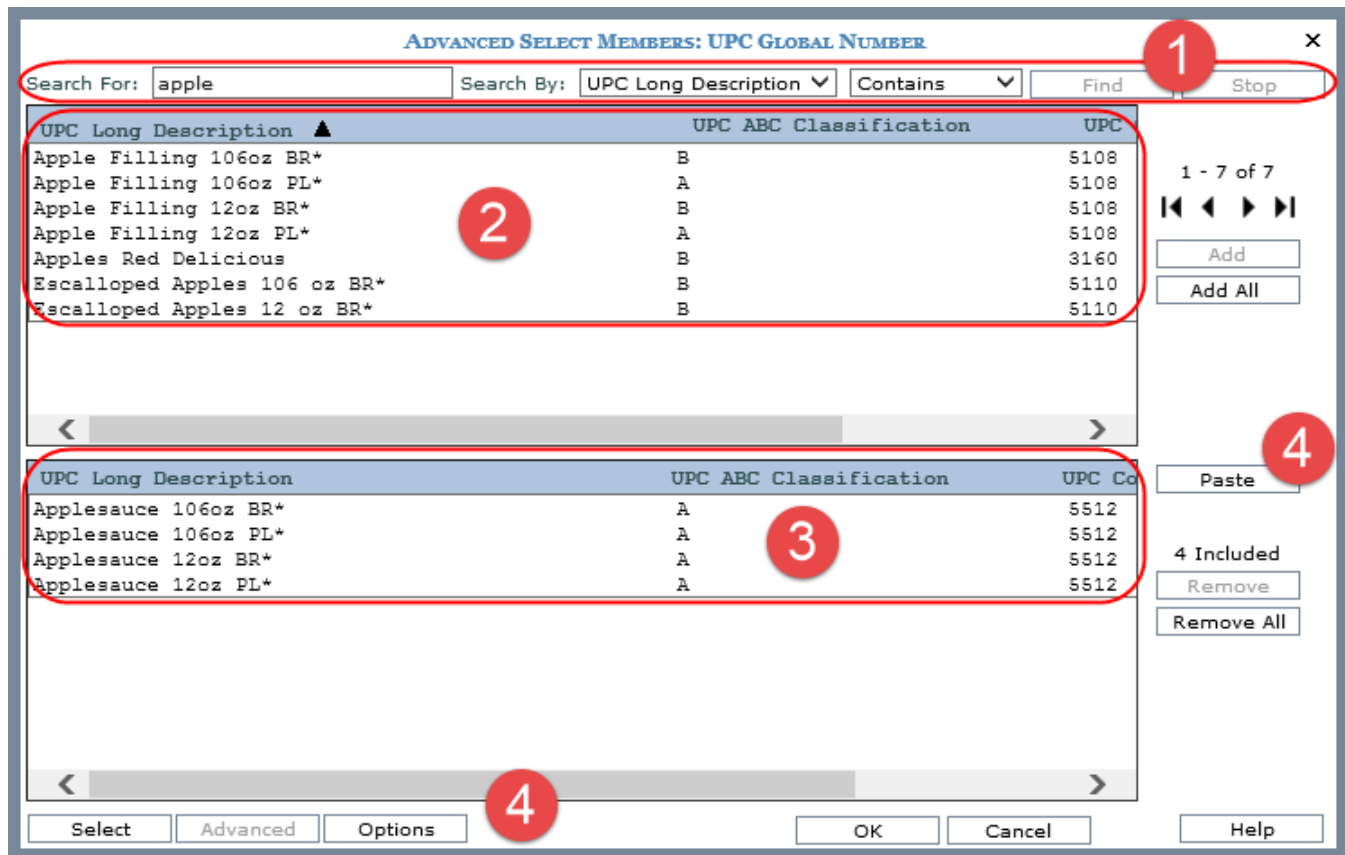 Advanced Select Members: UPC Global Number
1
Search For: apple Search By: UPC Long Description Contains Find Stop
UPC Long Description ▲ UPC ABC Classification UPC
Apple Filling 106oz BR* B 5108
Apple Filling 106oz PL* A 5108
Apple Filling 12oz BR* B 5108
Apple Filling 12oz PL* A 5108
Apples Red Delicious B 3160
Escalloped Apples 106 oz BR* B 5110
Escalloped Apples 12 oz BR* B 5110
2
1 - 7 of 7
Add
Add All
4
UPC Long Description UPC ABC Classification UPC Co
Applesauce 106oz BR* A 5512
Applesauce 106oz PL* A 5512
Applesauce 12oz BR* A 5512
Applesauce 12oz PL* A 5512
3
Paste
4 Included
Remove
Remove All
4
Select Advanced Options OK Cancel Help